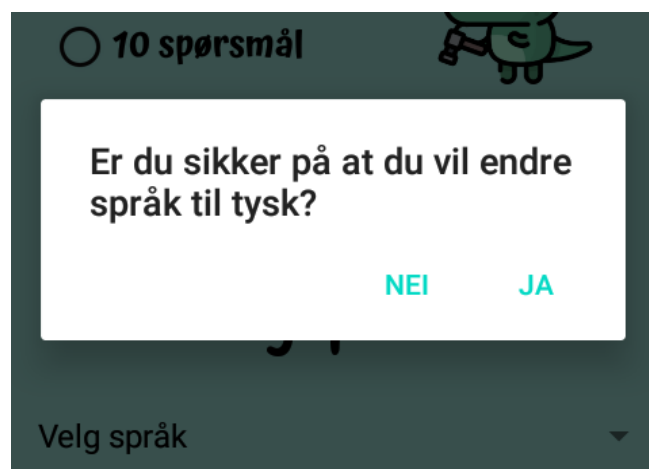 10 spørsmål
Er du sikker på at du vil endre
språk til tysk?
NEI JA
Velg språk